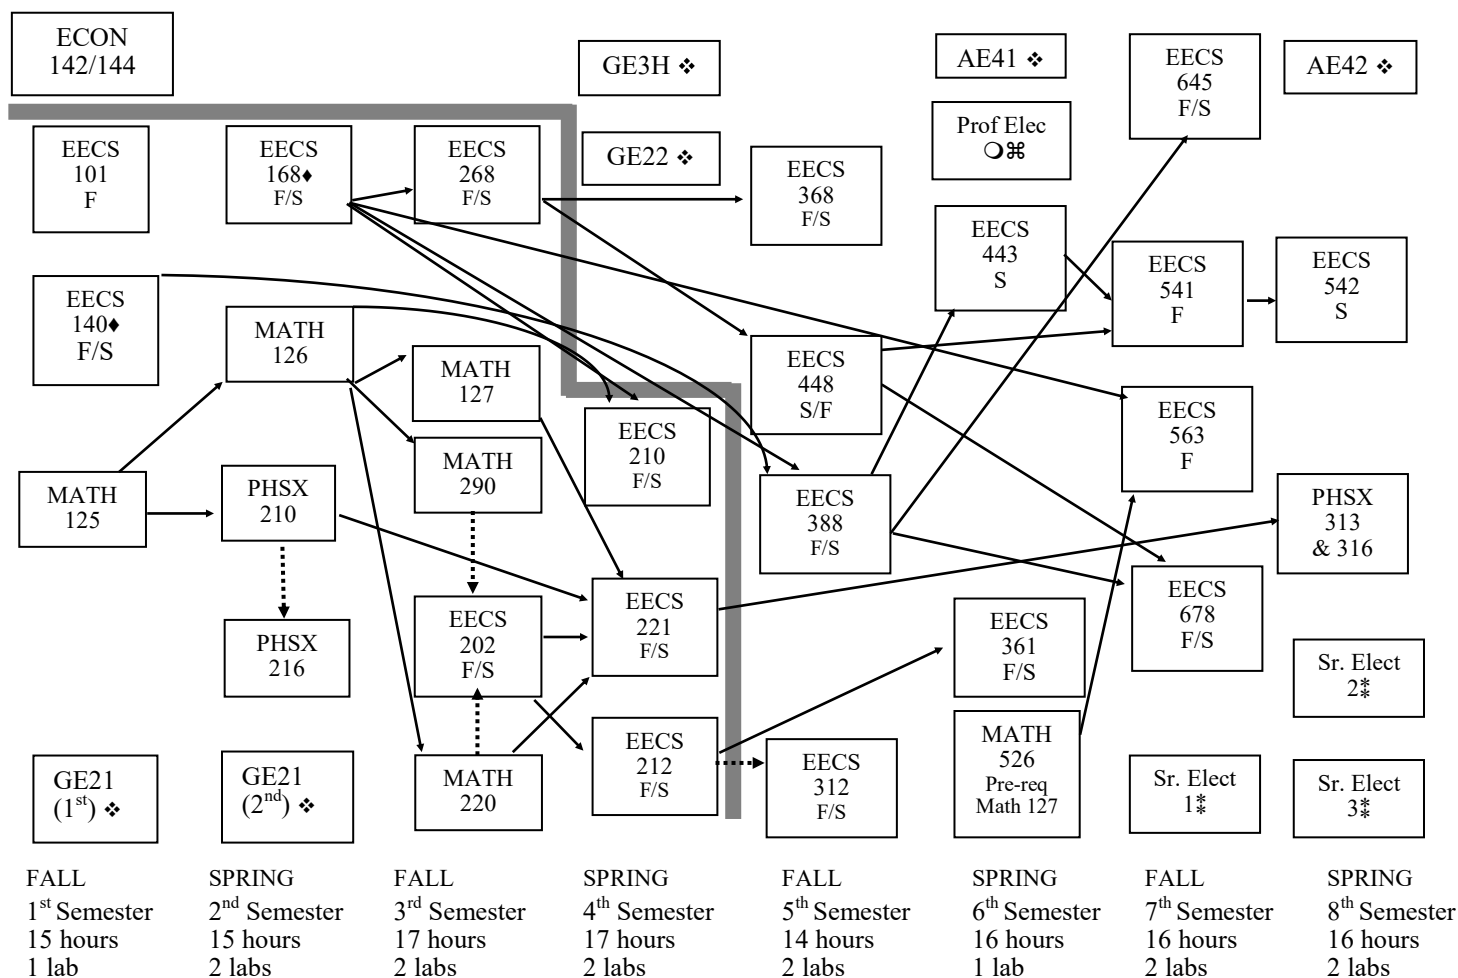 ECON
142/144
EECS
101
F
EECS
140♦
F/S
MATH
125
GE21
(1st) ❖
EECS
168♦
F/S
MATH
126
PHSX
210
PHSX
216
GE21
(2nd) ❖
EECS
268
F/S
MATH
127
MATH
290
EECS
202
F/S
MATH
220
GE3H ❖
GE22 ❖
EECS
210
F/S
EECS
221
F/S
EECS
212
F/S
EECS
368
F/S
EECS
448
S/F
EECS
388
F/S
EECS
312
F/S
AE41 ❖
Prof Elec
❍⌘
EECS
443
S
EECS
361
F/S
MATH
526
Pre-req
Math 127
EECS
645
F/S
EECS
541
F
EECS
563
F
EECS
678
F/S
Sr. Elect
1⁑
AE42 ❖
EECS
542
S
PHSX
313
& 316
Sr. Elect
2⁑
Sr. Elect
3⁑
FALL
1st Semester
15 hours
1 lab
SPRING
2nd Semester
15 hours
2 labs
FALL
3rd Semester
17 hours
2 labs
SPRING
4th Semester
17 hours
2 labs
FALL
5th Semester
14 hours
2 labs
SPRING
6th Semester
16 hours
1 lab
FALL
7th Semester
16 hours
2 labs
SPRING
8th Semester
16 hours
2 labs